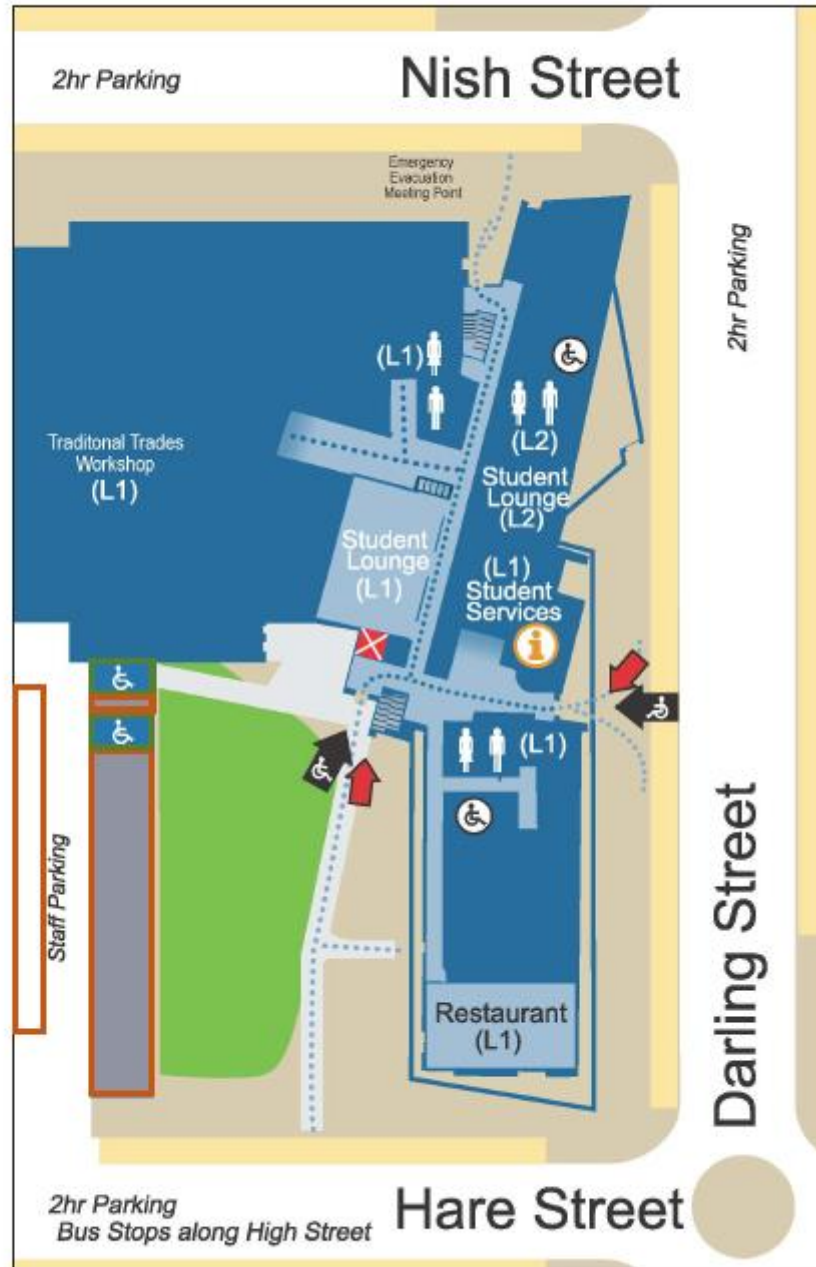 2hr Parking
Nish Street
Emergency
Evacuation
Meeting Point
2hr Parking
(L1)
(L2)
Traditonal Trades
Workshop
(L1)
Student
Lounge
(L2)
Student
Lounge
(L1)
(L1)
Student
Services
i
(L1)
Staff Parking
Restaurant
(L1)
Darling Street
2hr Parking
Bus Stops along High Street
Hare Street